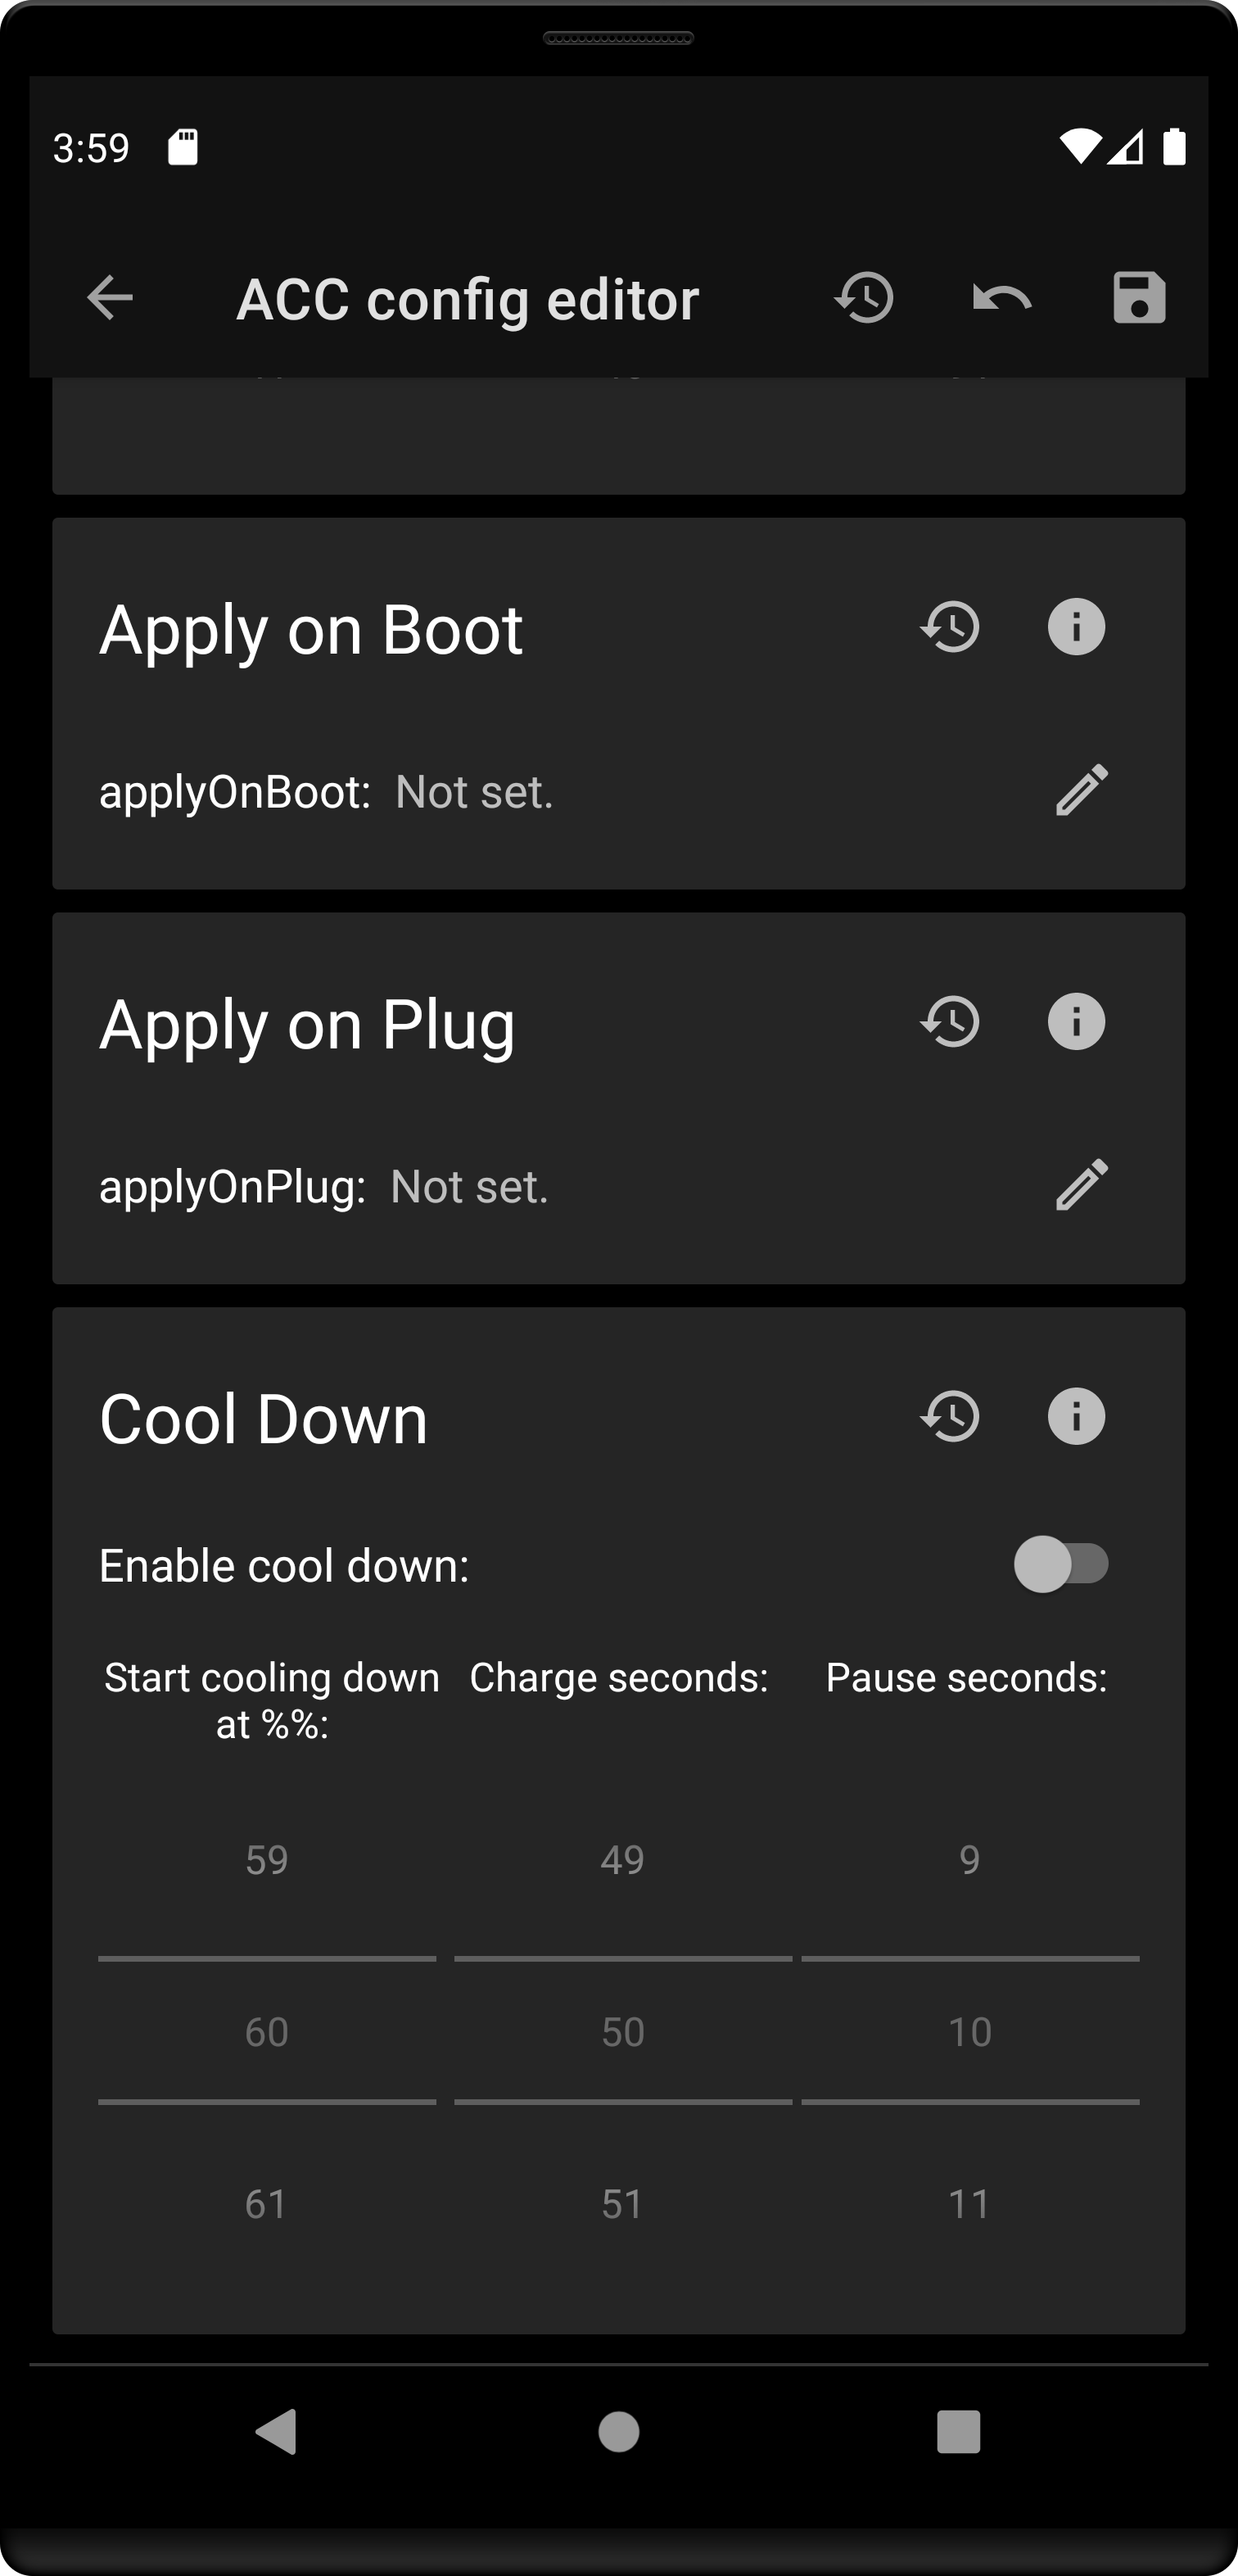 3:59
ACC config editor
Apply on Boot
applyOnBoot: Not set.
Apply on Plug
applyOnPlug: Not set.
Cool Down
Enable cool down:
Start cooling down at %%:
Charge seconds:
Pause seconds:
59 49 9
60 50 10
61 51 11